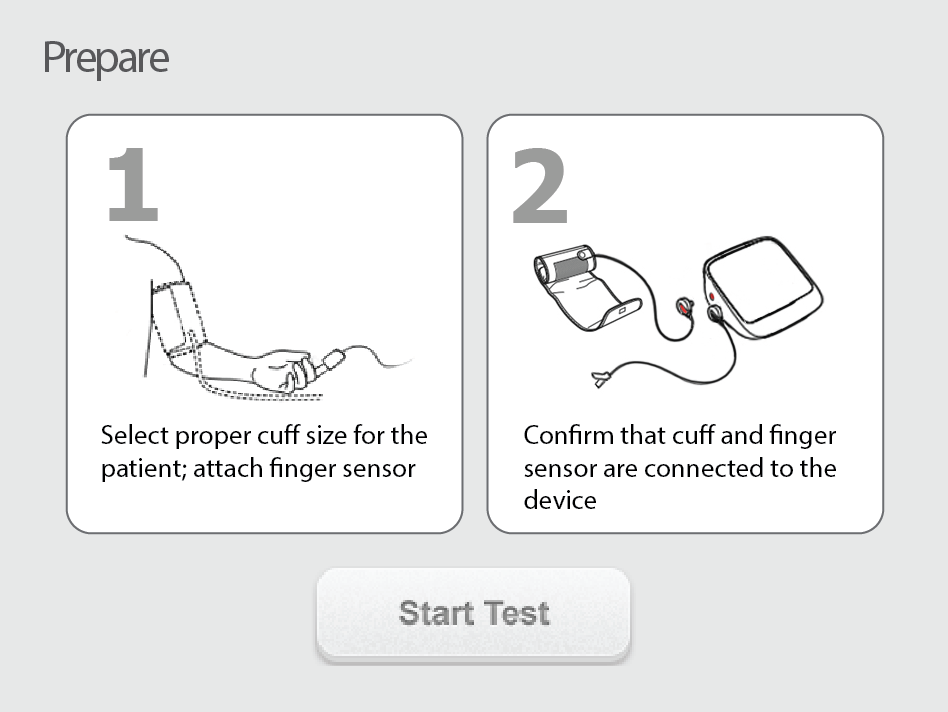 Prepare
1
Select proper cuff size for the
patient; attach finger sensor
2
Confirm that cuff and finger
sensor are connected to the
device
Start Test